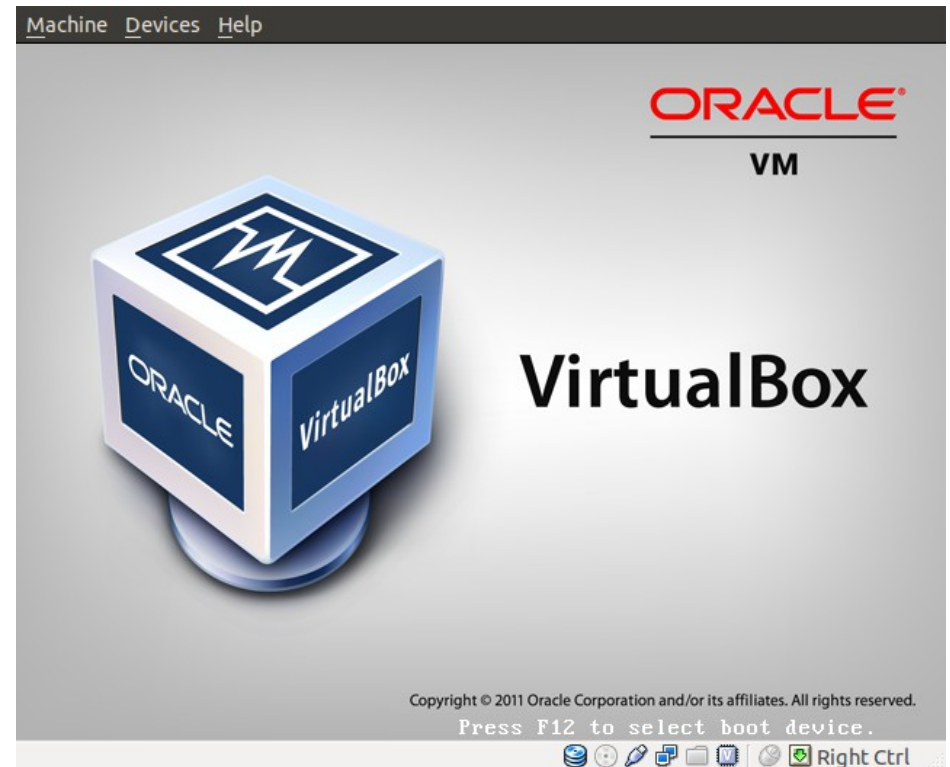 Machine Devices Help
ORACLE®
VM
ORACLE
VirtualBox
VirtualBox
Copyright © 2011 Oracle Corporation and/or its affiliates. All rights reserved.
Press F12 to select boot device.
V
Right Ctrl